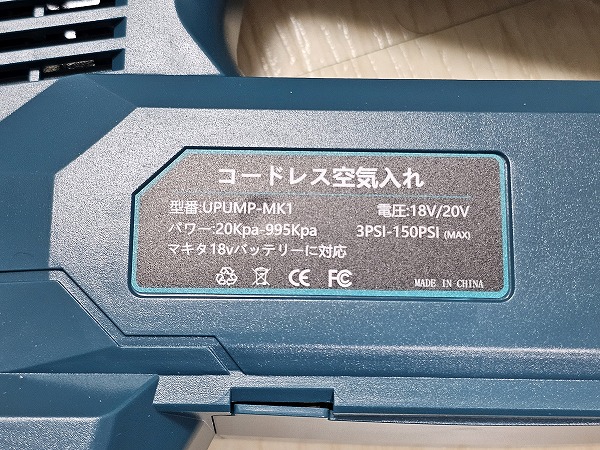 コードレス空気入れ
型番:UPUMP-MK1 電圧:18V/20V
パワー:20Kpa-995Kpa 3PSI-150PSI (MAX)
マキタ18vバッテリーに対応
CE FC MADE IN CHINA